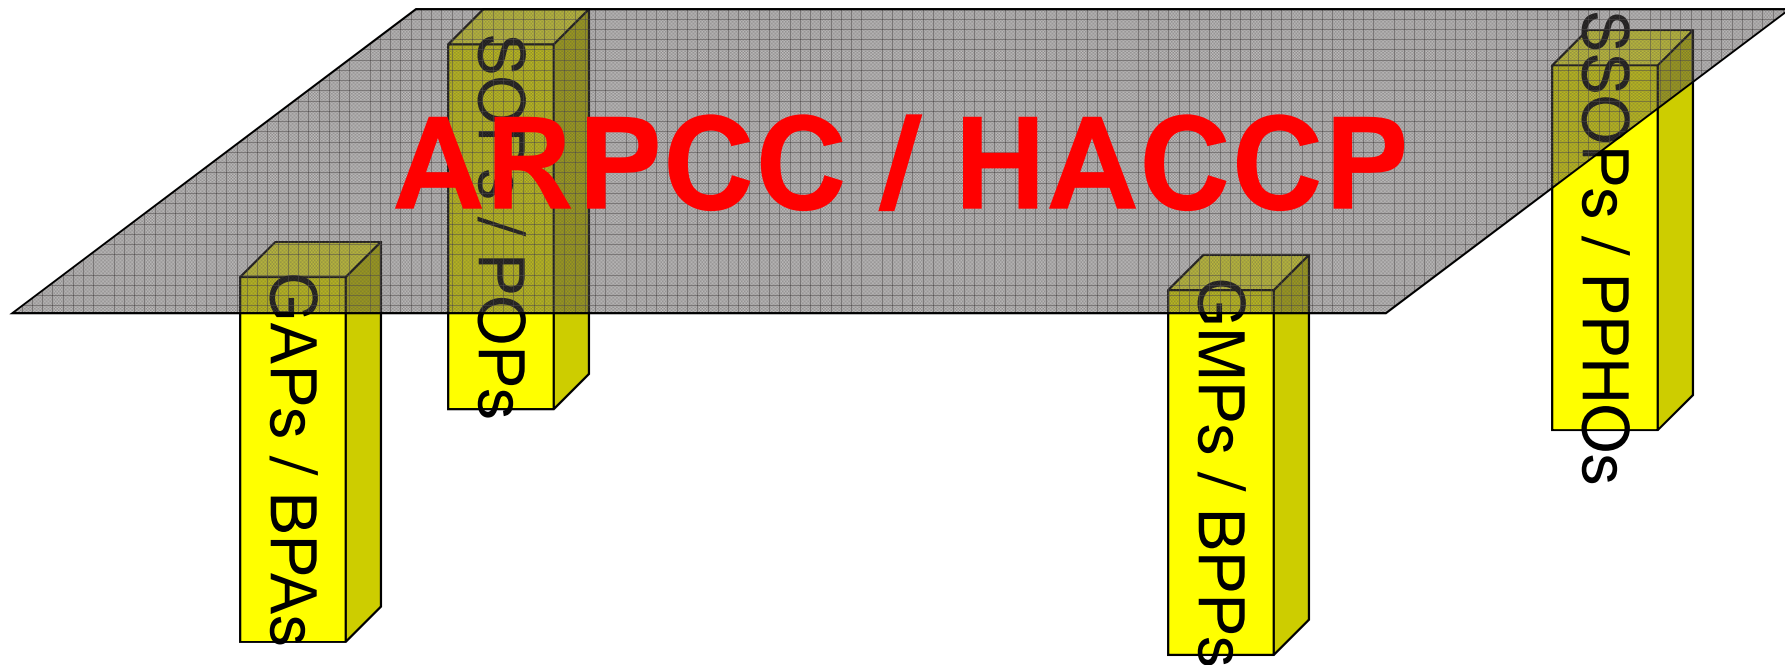 ARPCC / HACCP
GAPs / BPAs
SOPs / POPs
GMPs / BPPs
SSOPs / PPHOs